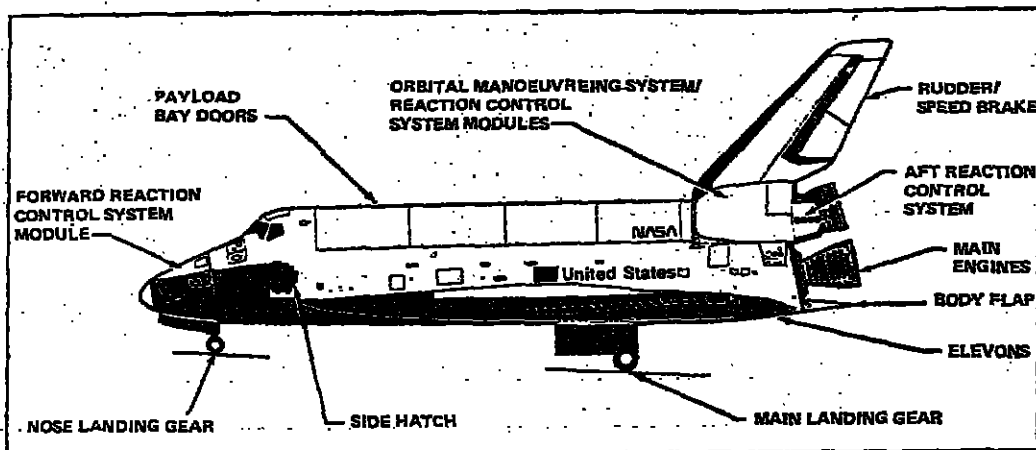 PAYLOAD
BAY DOORS
ORBITAL MANOEUVREING SYSTEM/
REACTION CONTROL
SYSTEM MODULES
RUDDER/
SPEED BRAKE
FORWARD REACTION
CONTROL SYSTEM
MODULE
AFT REACTION
CONTROL
SYSTEM
NASA
United States
MAIN
ENGINES
BODY FLAP
ELEVONS
NOSE LANDING GEAR
SIDE HATCH
MAIN LANDING GEAR